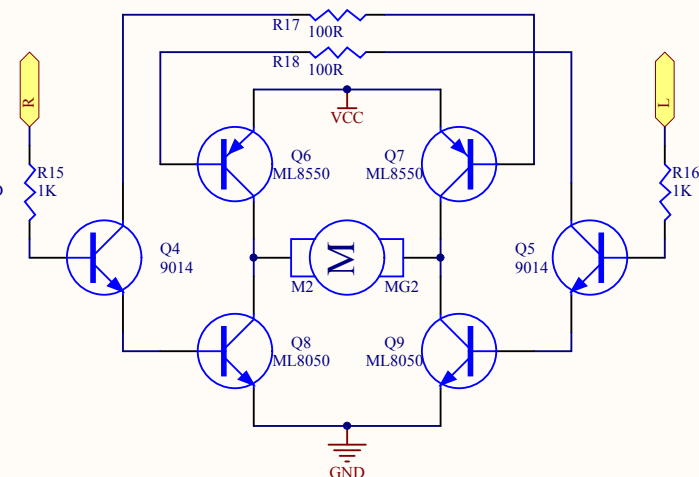 R17
100R
R18
100R
R
L
VCC
R15
1K
R16
1K
Q6
ML8550
Q7
ML8550
Q4
9014
Q5
9014
M
M2
MG2
Q8
ML8050
Q9
ML8050
GND